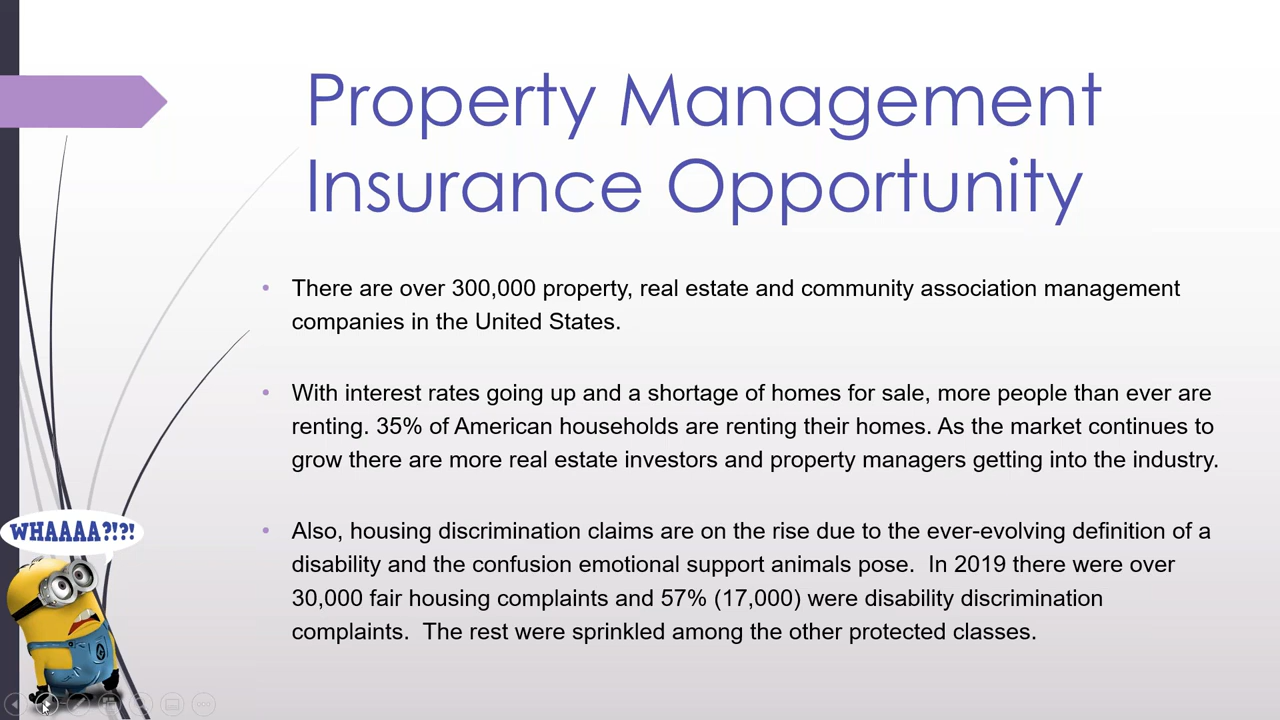 Property Management
Insurance Opportunity
• There are over 300,000 property, real estate and community association management
companies in the United States.
• With interest rates going up and a shortage of homes for sale, more people than ever are
renting. 35% of American households are renting their homes. As the market continues to
grow there are more real estate investors and property managers getting into the industry.
• Also, housing discrimination claims are on the rise due to the ever-evolving definition of a
disability and the confusion emotional support animals pose.  In 2019 there were over
30,000 fair housing complaints and 57% (17,000) were disability discrimination
complaints.  The rest were sprinkled among the other protected classes.
WHAAAA?!?!